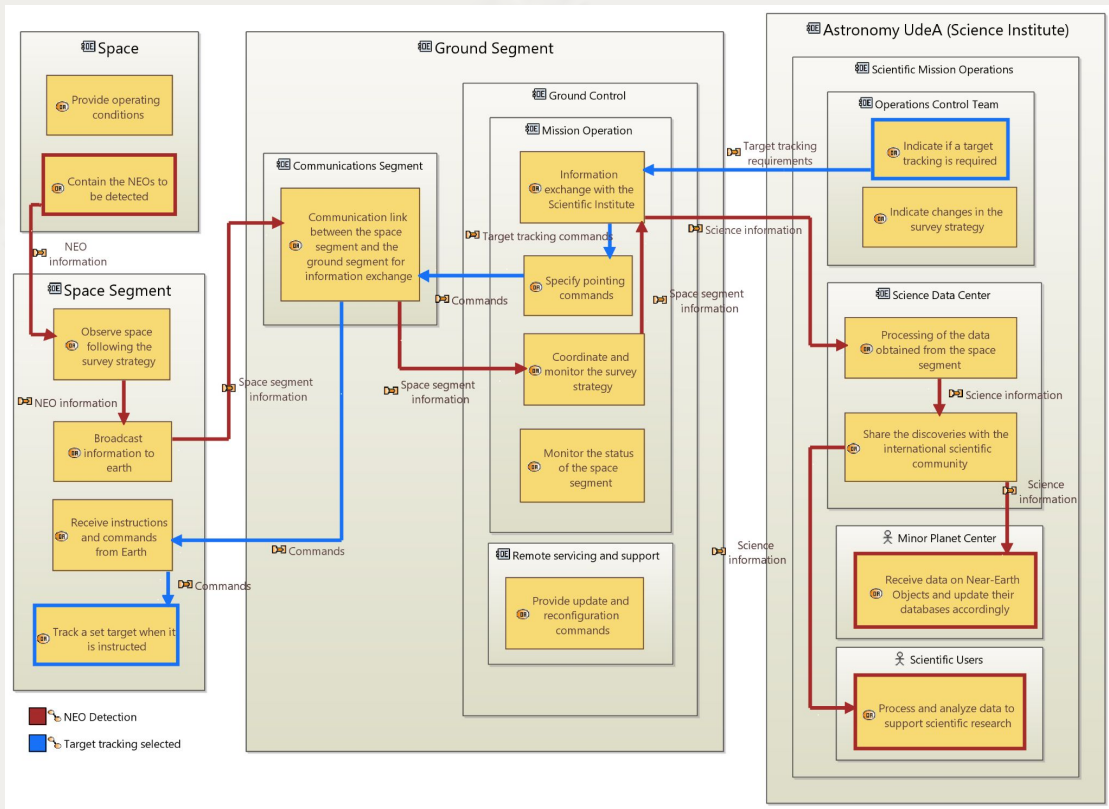 Space
Provide operating
conditions
Contain the NEOs to
be detected
NEO
information
Space Segment
Observe space
following the
survey strategy
NEO information
Broadcast
information to
earth
Receive instructions
and commands
from Earth
Commands
Track a set target when it
is instructed
NEO Detection
Target tracking selected
Ground Segment
Communications Segment
Communication link
between the space
segment and the
ground segment for
information exchange
Space segment
information
Space segment
information
Commands
Commands
Ground Control
Mission Operation
Information
exchange with the
Scientific Institute
Target tracking commands
Specify pointing
commands
Space segment
information
Coordinate and
monitor the survey
strategy
Monitor the status
of the space
segment
Remote servicing and support
Provide update and
reconfiguration
commands
Target tracking
requirements
Science information
Science
information
Astronomy UdeA (Science Institute)
Scientific Mission Operations
Operations Control Team
Indicate if a target
tracking is required
Indicate changes in the
survey strategy
Science Data Center
Processing of the data
obtained from the space
segment
Science information
Share the discoveries with the
international scientific
community
Science
information
Minor Planet Center
Receive data on Near-Earth
Objects and update their
databases accordingly
Scientific Users
Process and analyze data to
support scientific research